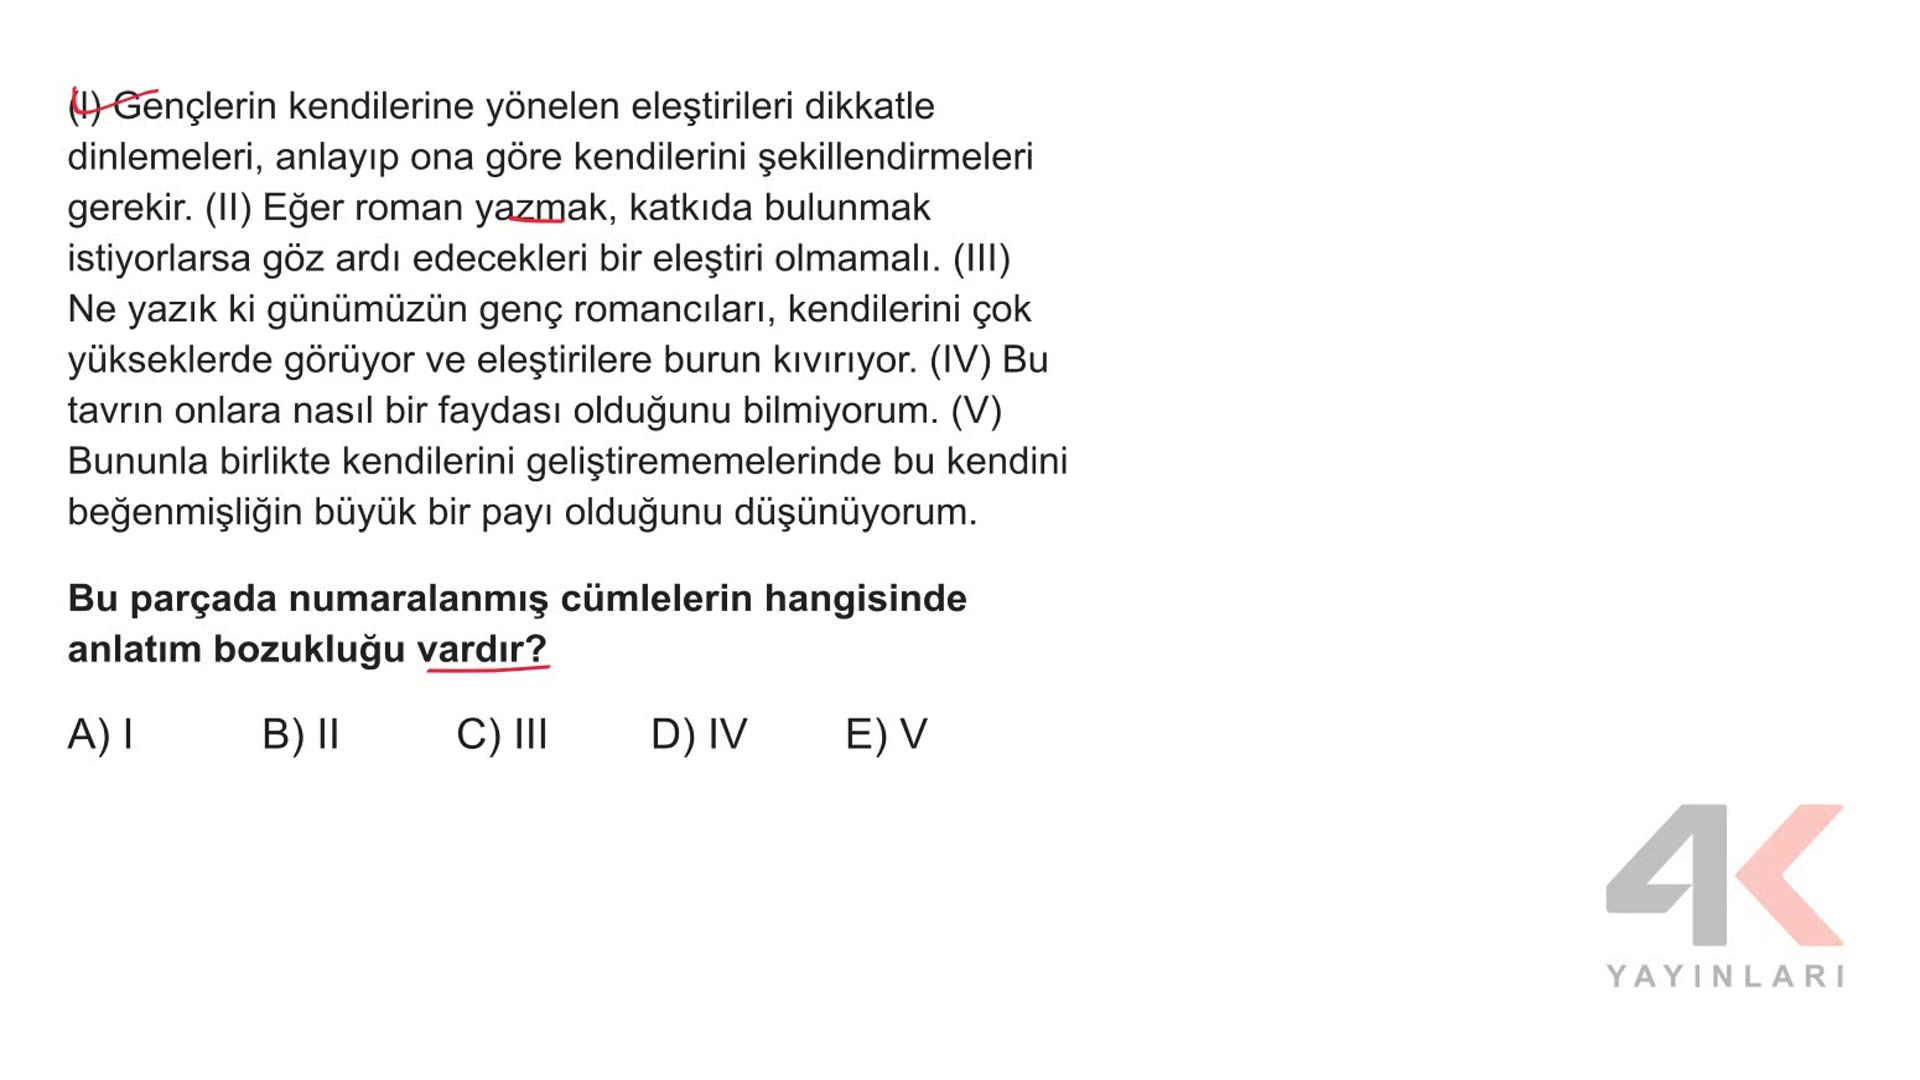 (I) Gençlerin kendilerine yönelen eleştirileri dikkatle
dinlemeleri, anlayıp ona göre kendilerini şekillendirmeleri
gerekir. (II) Eğer roman yazmak, katkıda bulunmak
istiyorlarsa göz ardı edecekleri bir eleştiri olmamalı. (III)
Ne yazık ki günümüzün genç romancıları, kendilerini çok
yükseklerde görüyor ve eleştirilere burun kıvırıyor. (IV) Bu
tavrın onlara nasıl bir faydası olduğunu bilmiyorum. (V)
Bununla birlikte kendilerini geliştirememelerinde bu kendini
beğenmişliğin büyük bir payı olduğunu düşünüyorum.
Bu parçada numaralanmış cümlelerin hangisinde
anlatım bozukluğu vardır?
A) I B) II C) III D) IV E) V
4K
YAYINLARI